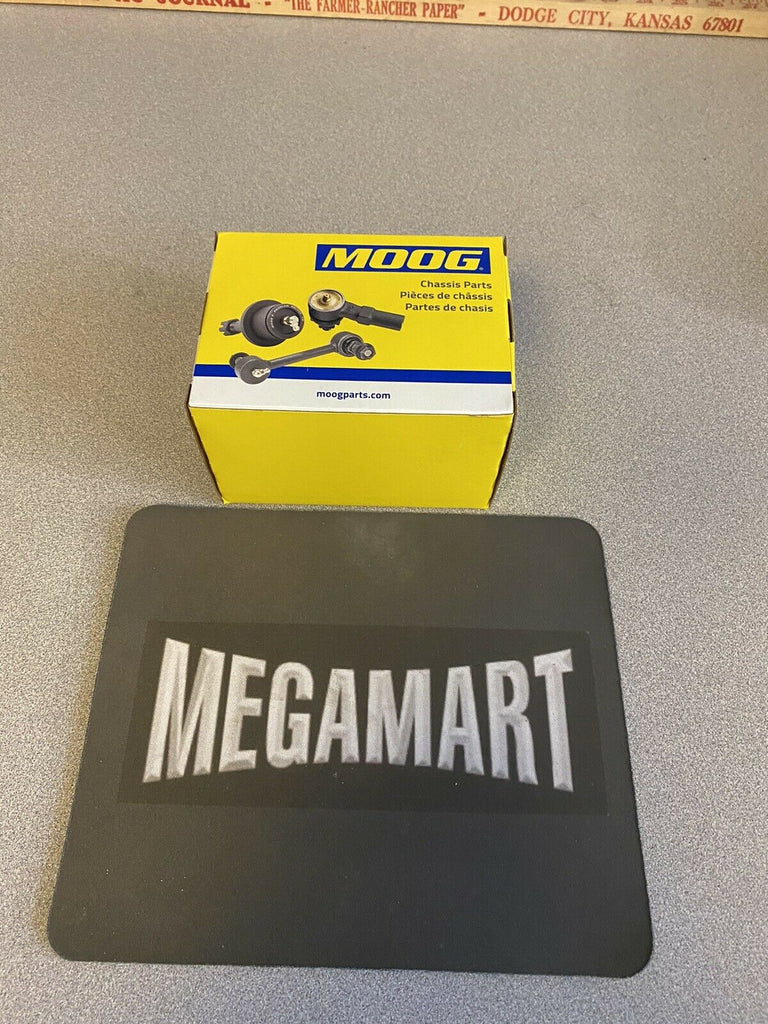 JOURNAL - "THE FARMER-RANCHER PAPER" - DODGE CITY, KANSAS 67801
MOOG
Chassis Parts
Pièces de châssis
Partes de chasis
moogparts.com
MEGAMART